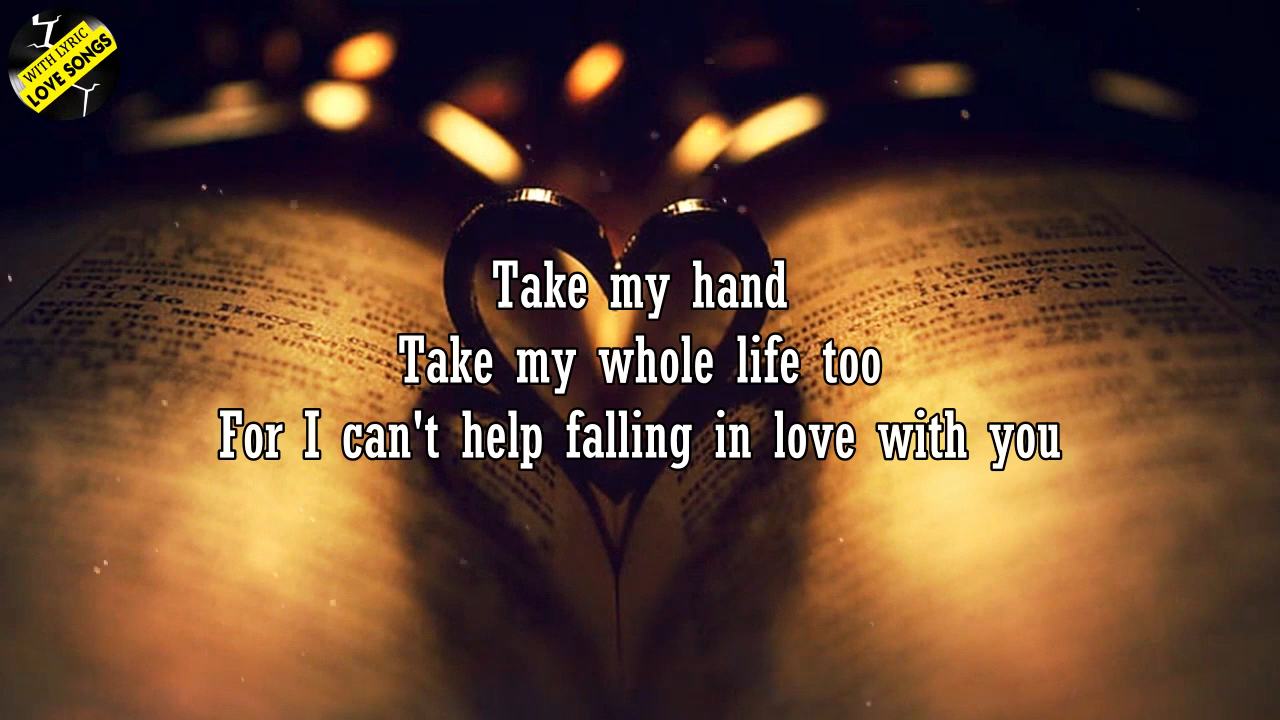 WITH LYRIC
LOVE SONGS
Take my hand
Take my whole life too
For I can't help falling in love with you